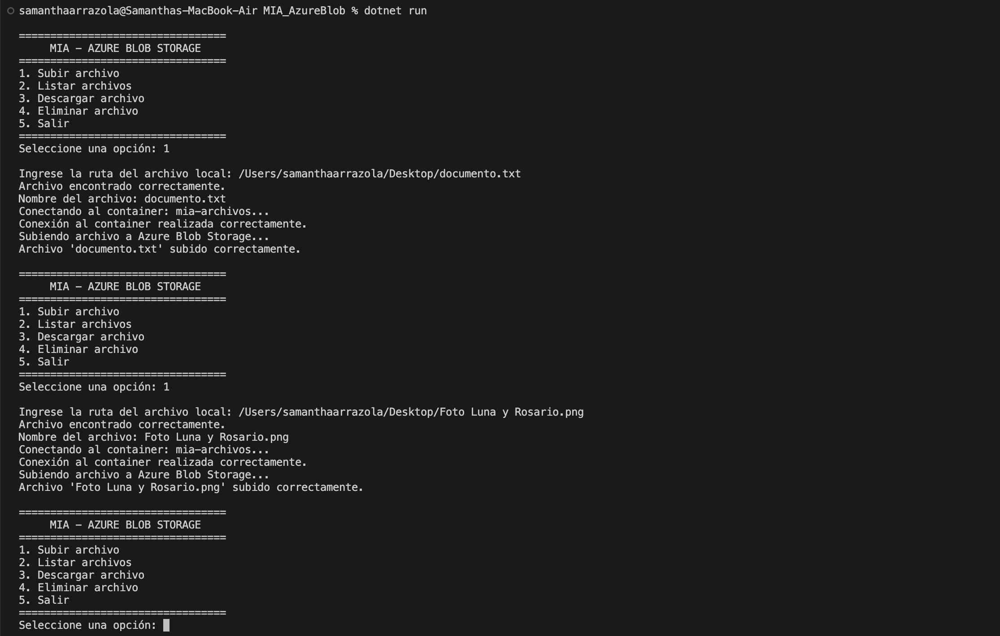 samanthaarrazola@Samanthas-MacBook-Air MIA_AzureBlob % dotnet run
=================================
MIA - AZURE BLOB STORAGE
=================================
1. Subir archivo
2. Listar archivos
3. Descargar archivo
4. Eliminar archivo
5. Salir
=================================
Seleccione una opción: 1
Ingrese la ruta del archivo local: /Users/samanthaarrazola/Desktop/documento.txt
Archivo encontrado correctamente.
Nombre del archivo: documento.txt
Conectando al container: mia-archivos...
Conexión al container realizada correctamente.
Subiendo archivo a Azure Blob Storage...
Archivo 'documento.txt' subido correctamente.
=================================
MIA - AZURE BLOB STORAGE
=================================
1. Subir archivo
2. Listar archivos
3. Descargar archivo
4. Eliminar archivo
5. Salir
=================================
Seleccione una opción: 1
Ingrese la ruta del archivo local: /Users/samanthaarrazola/Desktop/Foto Luna y Rosario.png
Archivo encontrado correctamente.
Nombre del archivo: Foto Luna y Rosario.png
Conectando al container: mia-archivos...
Conexión al container realizada correctamente.
Subiendo archivo a Azure Blob Storage...
Archivo 'Foto Luna y Rosario.png' subido correctamente.
=================================
MIA - AZURE BLOB STORAGE
=================================
1. Subir archivo
2. Listar archivos
3. Descargar archivo
4. Eliminar archivo
5. Salir
=================================
Seleccione una opción: